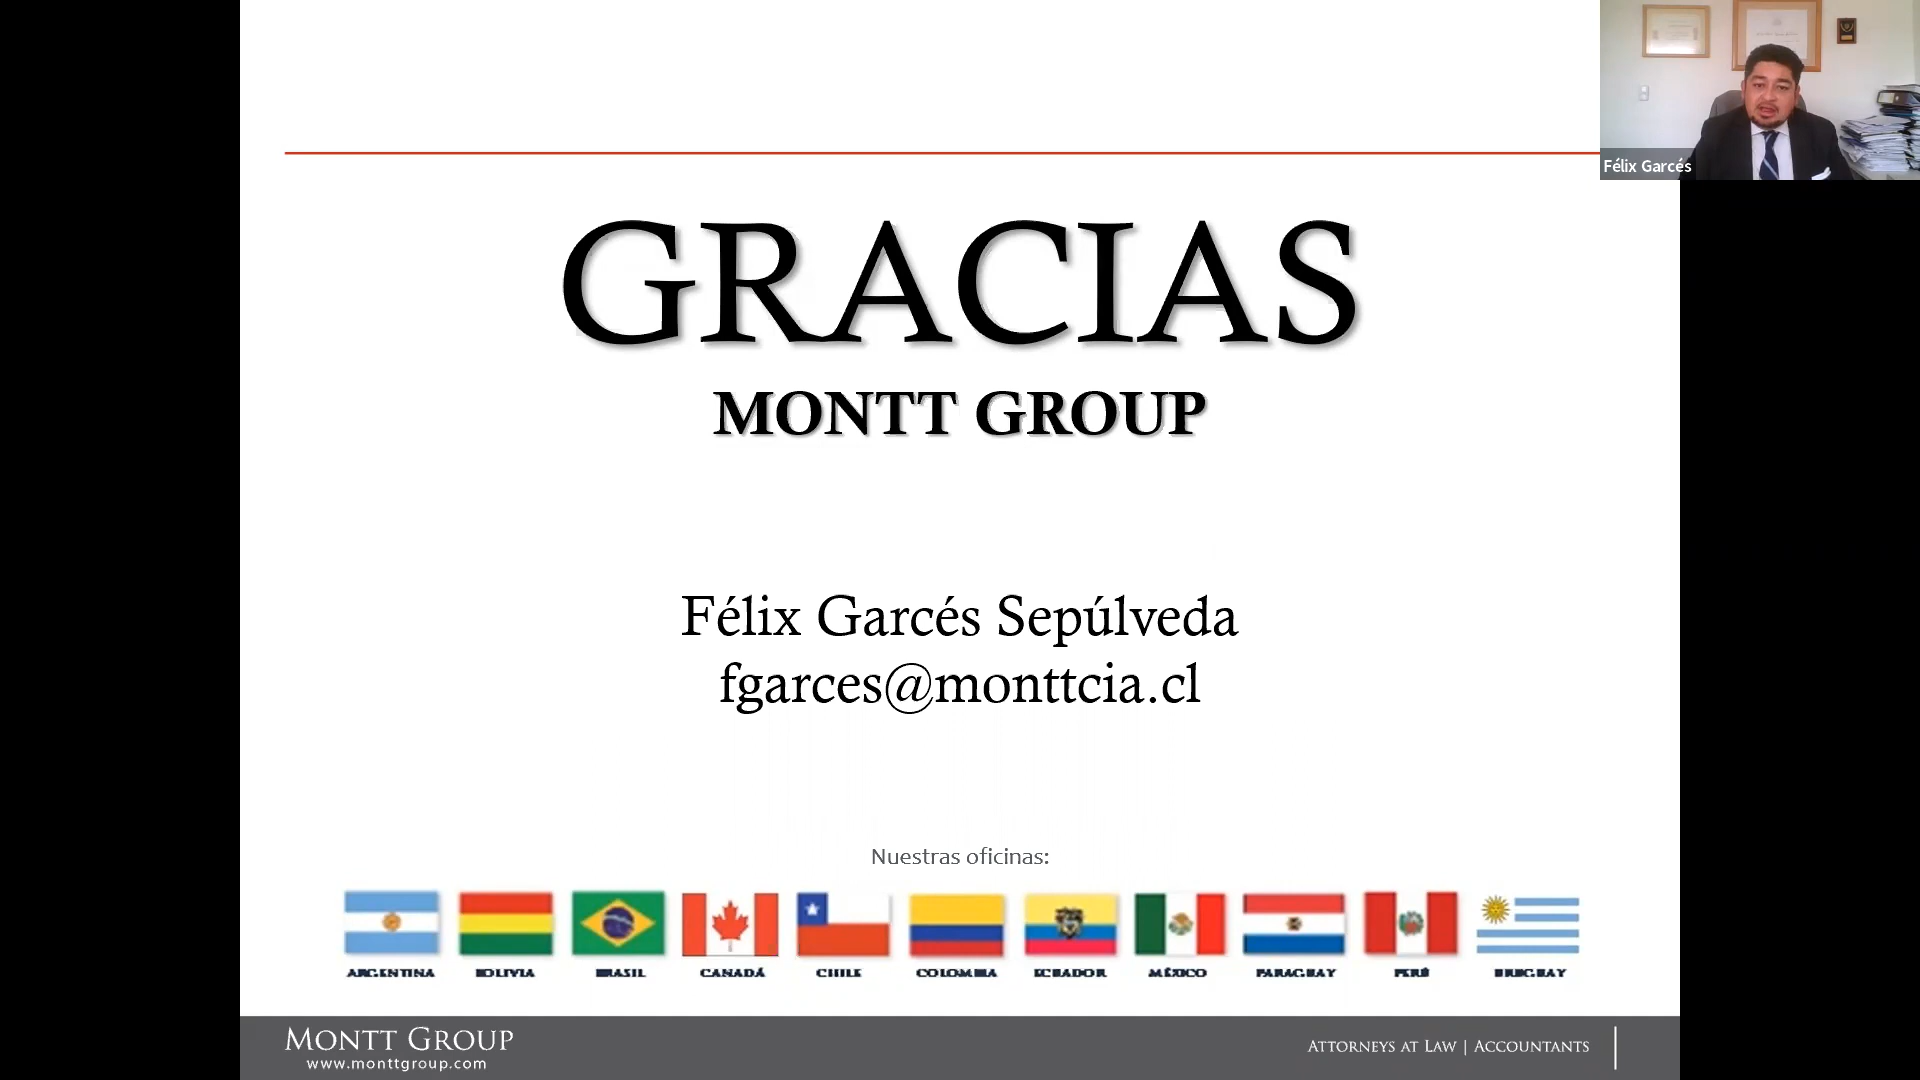 Félix Garcés
GRACIAS
MONTT GROUP
Félix Garcés Sepúlveda
fgarces@monttcia.cl
Nuestras oficinas:
ARGENTINA BOLIVIA BRASIL CANADÁ CHILE COLOMBIA ECUADOR MÉXICO PARAGUAY PERÚ URUGUAY
MONTT GROUP
www.monttgroup.com
ATTORNEYS AT LAW | ACCOUNTANTS